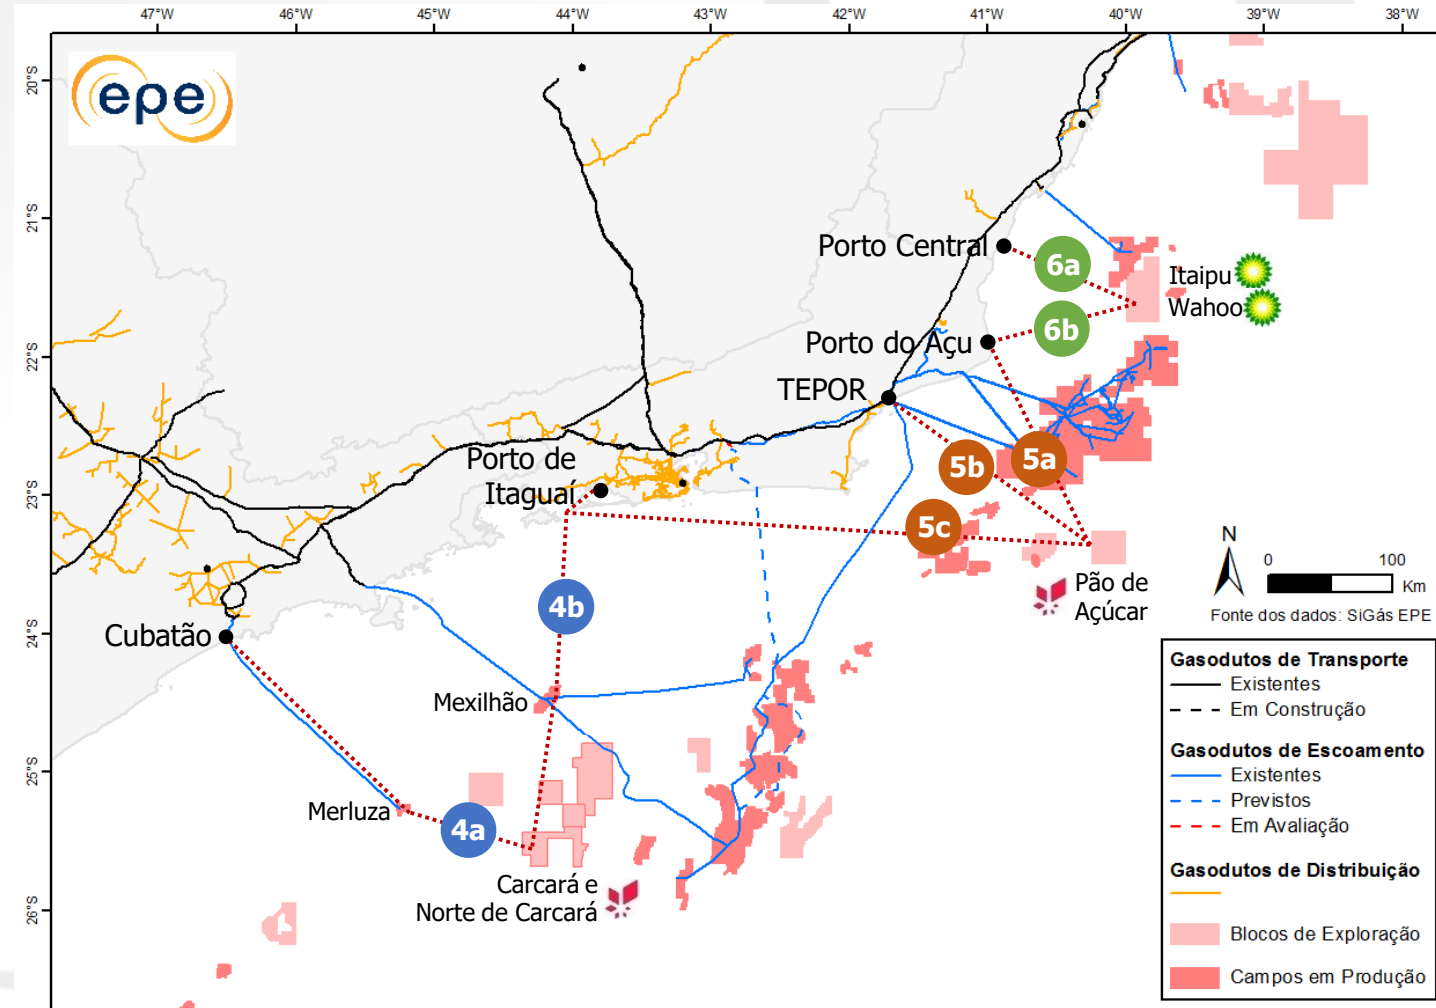 47°W 46°W 45°W 44°W 43°W 42°W 41°W 40°W 39°W 38°W
20°S
21°S
22°S
23°S
24°S
25°S
26°S
epe
Porto Central
6a
Itaipu
Wahoo
6b
Porto do Açu
TEPOR
Porto de
Itaguaí
5b
5a
5c
Pão de
Açúcar
N
0 100
Km
Fonte dos dados: SiGás EPE
4b
Cubatão
Mexilhão
Merluza
4a
Carcará e
Norte de Carcará
Gasodutos de Transporte
Existentes
Em Construção
Gasodutos de Escoamento
Existentes
Previstos
Em Avaliação
Gasodutos de Distribuição
Blocos de Exploração
Campos em Produção